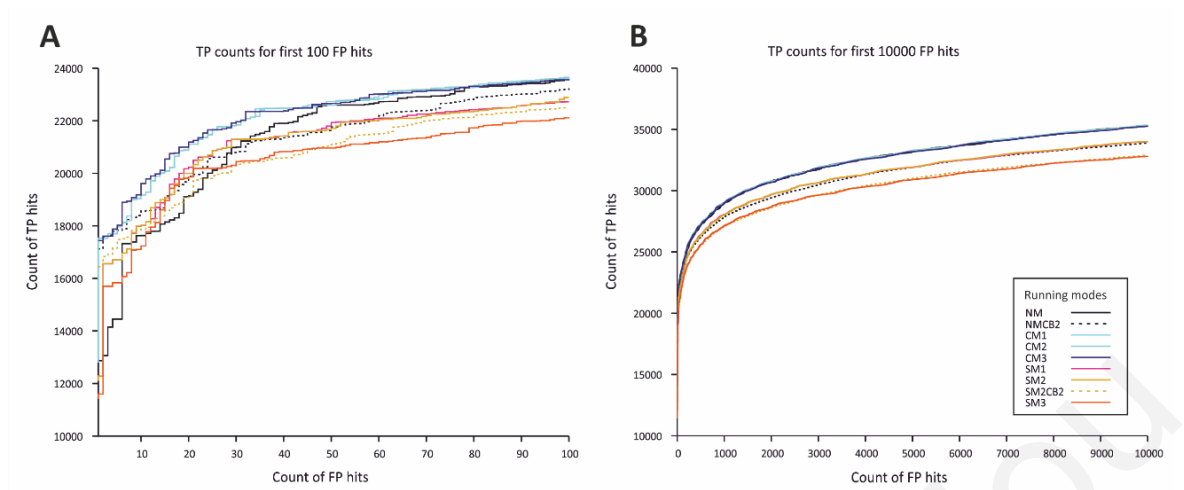 A
TP counts for first 100 FP hits
24000
22000
20000
18000
16000
14000
12000
10000
Count of TP hits
10 20 30 40 50 60 70 80 90 100
Count of FP hits
B
TP counts for first 10000 FP hits
40000
35000
30000
25000
20000
15000
10000
Count of TP hits
0 1000 2000 3000 4000 5000 6000 7000 8000 9000 10000
Count of FP hits
Running modes
NM
NMCB2
CM1
CM2
CM3
SM1
SM2
SM2CB2
SM3